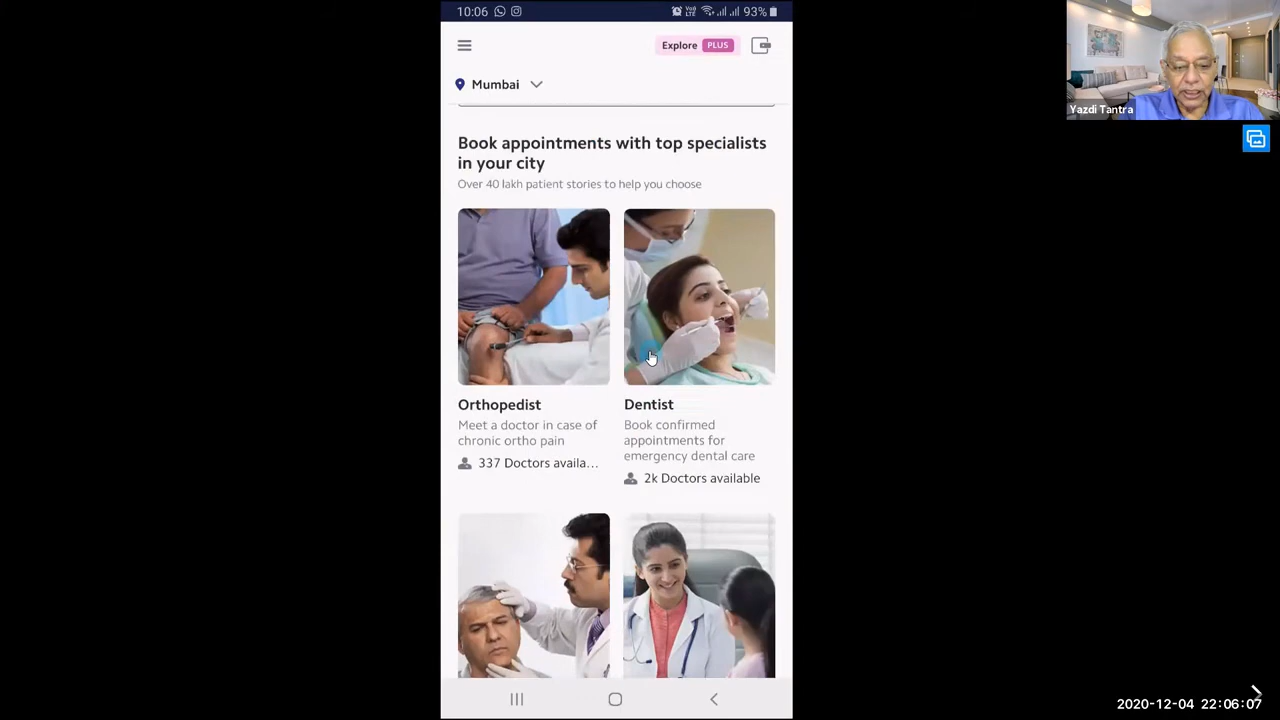 10:06
93%
Explore PLUS
Mumbai
Yazdi Tantra
Book appointments with top specialists
in your city
Over 40 lakh patient stories to help you choose
Orthopedist
Meet a doctor in case of
chronic ortho pain
337 Doctors availa...
Dentist
Book confirmed
appointments for
emergency dental care
2k Doctors available
2020-12-04 22:06:07